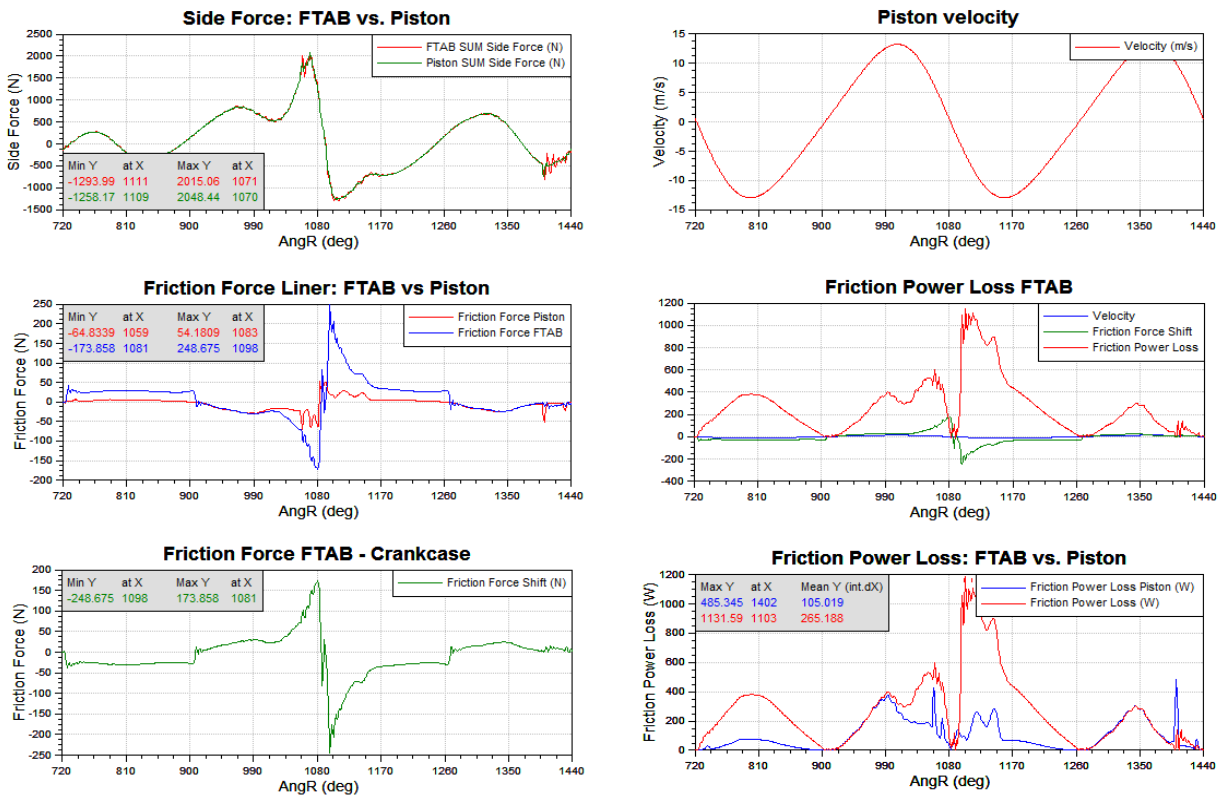 Side Force: FTAB vs. Piston
Side Force (N)
2500
2000
1500
1000
500
0
-500
-1000
-1500
FTAB SUM Side Force (N)
Piston SUM Side Force (N)
Min Y at X Max Y at X
-1293.99 1111 2015.06 1071
-1258.17 1109 2048.44 1070
720 810 900 990 1080 1170 1260 1350 1440
AngR (deg)
Piston velocity
Velocity (m/s)
15
10
5
0
-5
-10
-15
Velocity (m/s)
720 810 900 990 1080 1170 1260 1350 1440
AngR (deg)
Friction Force Liner: FTAB vs Piston
Friction Force (N)
250
200
150
100
50
0
-50
-100
-150
-200
Min Y at X Max Y at X
-64.8339 1059 54.1809 1083
-173.858 1081 248.675 1098
Friction Force Piston
Friction Force FTAB
720 810 900 990 1080 1170 1260 1350 1440
AngR (deg)
Friction Power Loss FTAB
1200
1000
800
600
400
200
0
-200
-400
Velocity
Friction Force Shift
Friction Power Loss
720 810 900 990 1080 1170 1260 1350 1440
AngR (deg)
Friction Force FTAB - Crankcase
Friction Force (N)
200
150
100
50
0
-50
-100
-150
-200
-250
Min Y at X Max Y at X
-248.675 1098 173.858 1081
Friction Force Shift (N)
720 810 900 990 1080 1170 1260 1350 1440
AngR (deg)
Friction Power Loss: FTAB vs. Piston
Friction Power Loss (W)
1200
1000
800
600
400
200
0
Max Y at X Mean Y (int.dX)
485.345 1402 105.019
1131.59 1103 265.188
Friction Power Loss Piston (W)
Friction Power Loss (W)
720 810 900 990 1080 1170 1260 1350 1440
AngR (deg)